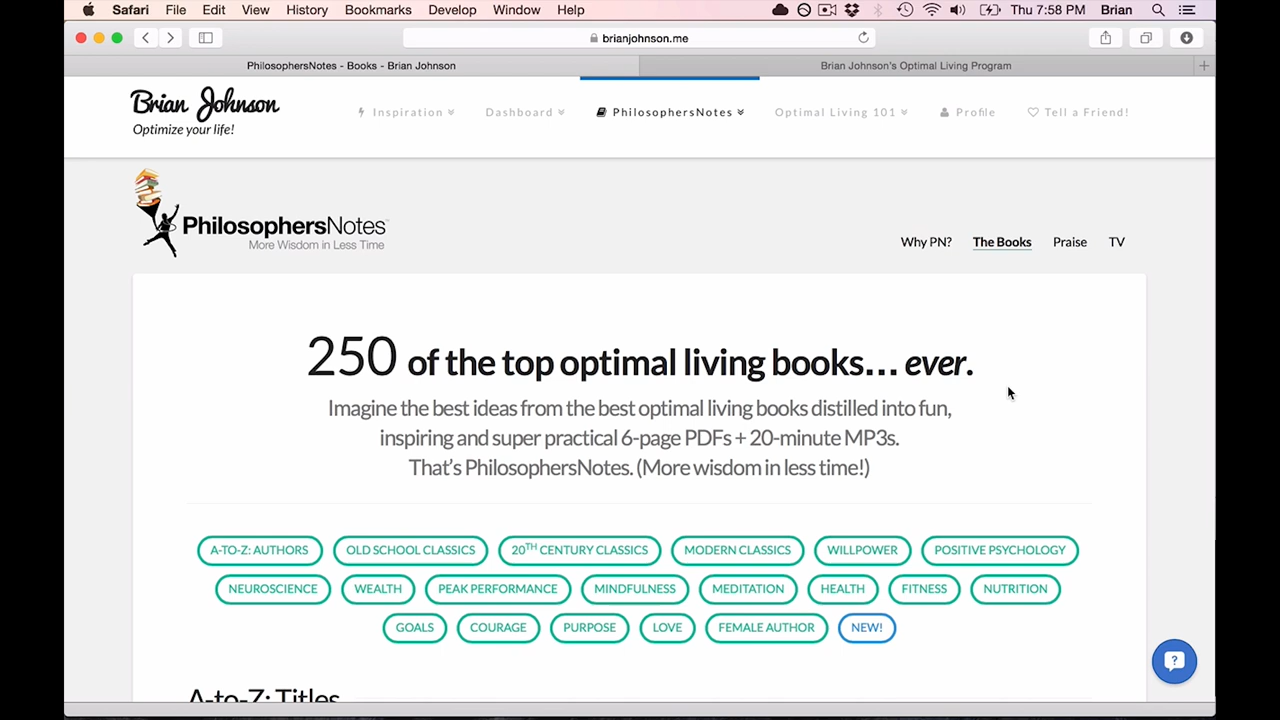 Safari File Edit View History Bookmarks Develop Window Help Thu 7:58 PM Brian
brianjohnson.me
PhilosophersNotes - Books - Brian Johnson Brian Johnson's Optimal Living Program
Brian Johnson
Optimize your life!
Inspiration Dashboard PhilosophersNotes Optimal Living 101 Profile Tell a Friend!
PhilosophersNotes
More Wisdom in Less Time
Why PN? The Books Praise TV
250 of the top optimal living books... ever.
Imagine the best ideas from the best optimal living books distilled into fun,
inspiring and super practical 6-page PDFs + 20-minute MP3s.
That's PhilosophersNotes. (More wisdom in less time!)
A-TO-Z: AUTHORS OLD SCHOOL CLASSICS 20TH CENTURY CLASSICS MODERN CLASSICS WILLPOWER POSITIVE PSYCHOLOGY
NEUROSCIENCE WEALTH PEAK PERFORMANCE MINDFULNESS MEDITATION HEALTH FITNESS NUTRITION
GOALS COURAGE PURPOSE LOVE FEMALE AUTHOR NEW!
A-to-Z: Titles